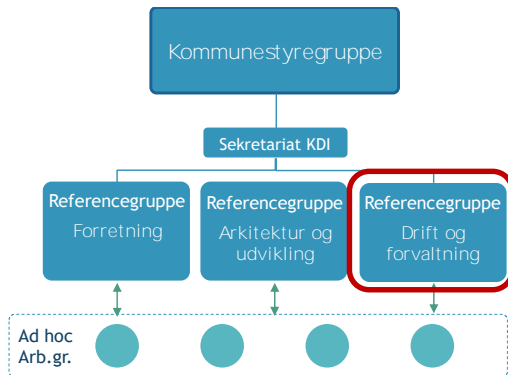 Kommunestyregruppe
Sekretariat KDI
Referencegruppe
Forretning
Referencegruppe
Arkitektur og
udvikling
Referencegruppe
Drift og
forvaltning
Ad hoc
Arb.gr.